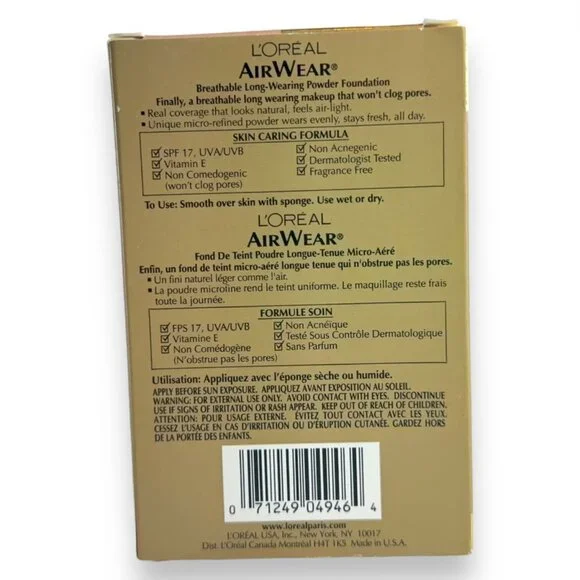 L'ORÉAL
AIRWEAR®
Breathable Long-Wearing Powder Foundation
Finally, a breathable long wearing makeup that won't clog pores.
▪ Real coverage that looks natural, feels air-light.
▪ Unique micro-refined powder wears evenly, stays fresh, all day.
SKIN CARING FORMULA
☑ SPF 17, UVA/UVB ☑ Non Acnegenic
☑ Vitamin E ☑ Dermatologist Tested
☑ Non Comedogenic ☑ Fragrance Free
(won't clog pores)
To Use: Smooth over skin with sponge. Use wet or dry.
L'ORÉAL
AIRWEAR®
Fond De Teint Poudre Longue-Tenue Micro-Aéré
Enfin, un fond de teint micro-aéré longue tenue qui n'obstrue pas les pores.
▪ Un fini naturel léger comme l'air.
▪ La poudre microfine rend le teint uniforme. Le maquillage reste frais
toute la journée.
FORMULE SOIN
☑ FPS 17, UVA/UVB ☑ Non Acnéïque
☑ Vitamine E ☑ Testé Sous Contrôle Dermatologique
☑ Non Comédogène ☑ Sans Parfum
(N'obstrue pas les pores)
Utilisation: Appliquez avec l'éponge sèche ou humide.
APPLY BEFORE SUN EXPOSURE. APPLIQUEZ AVANT EXPOSITION AU SOLEIL.
WARNING: FOR EXTERNAL USE ONLY. AVOID CONTACT WITH EYES. DISCONTINUE
USE IF SIGNS OF IRRITATION OR RASH APPEAR. KEEP OUT OF REACH OF CHILDREN.
ATTENTION: POUR USAGE EXTERNE. ÉVITEZ TOUT CONTACT AVEC LES YEUX.
CESSEZ L'USAGE EN CAS D'IRRITATION OU D'ÉRUPTION CUTANÉE. GARDEZ HORS
DE LA PORTÉE DES ENFANTS.
0 71249 04946 4
www.lorealparis.com
L'ORÉAL USA, Inc., New York, NY 10017
Dist. L'Oréal Canada Montréal H4T 1K5 Made in U.S.A.